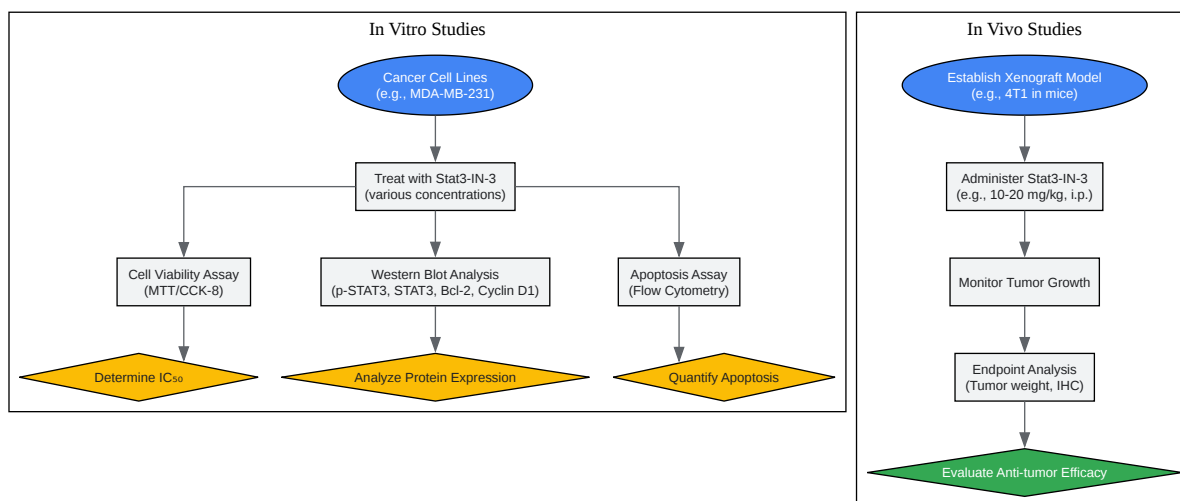 In Vitro Studies
Cancer Cell Lines
(e.g., MDA-MB-231)
Treat with Stat3-IN-3
(various concentrations)
Cell Viability Assay
(MTT/CCK-8)
Western Blot Analysis
(p-STAT3, STAT3, Bcl-2, Cyclin D1)
Apoptosis Assay
(Flow Cytometry)
Determine IC₅₀
Analyze Protein Expression
Quantify Apoptosis
In Vivo Studies
Establish Xenograft Model
(e.g., 4T1 in mice)
Administer Stat3-IN-3
(e.g., 10-20 mg/kg, i.p.)
Monitor Tumor Growth
Endpoint Analysis
(Tumor weight, IHC)
Evaluate Anti-tumor Efficacy